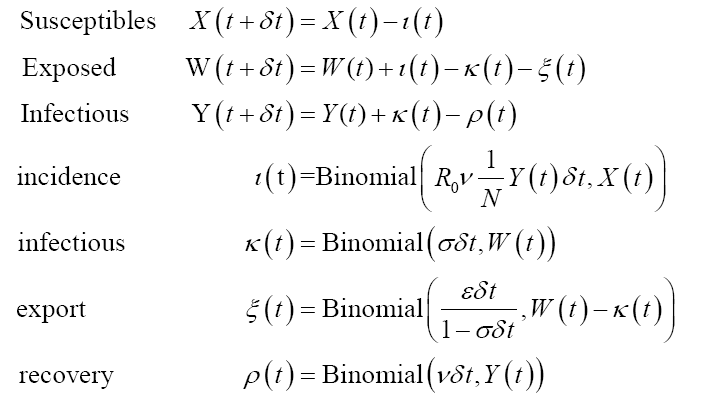 Susceptibles X(t+δt) = X(t)−ι(t)
Exposed W(t+δt) = W(t)+ι(t)−κ(t)−ξ(t)
Infectious Y(t+δt) = Y(t)+κ(t)−ρ(t)
incidence ι(t)=Binomial(R₀ν 1/N Y(t)δt, X(t))
infectious κ(t) = Binomial(σδt, W(t))
export ξ(t) = Binomial(εδt/(1−σδt), W(t)−κ(t))
recovery ρ(t) = Binomial(νδt, Y(t))